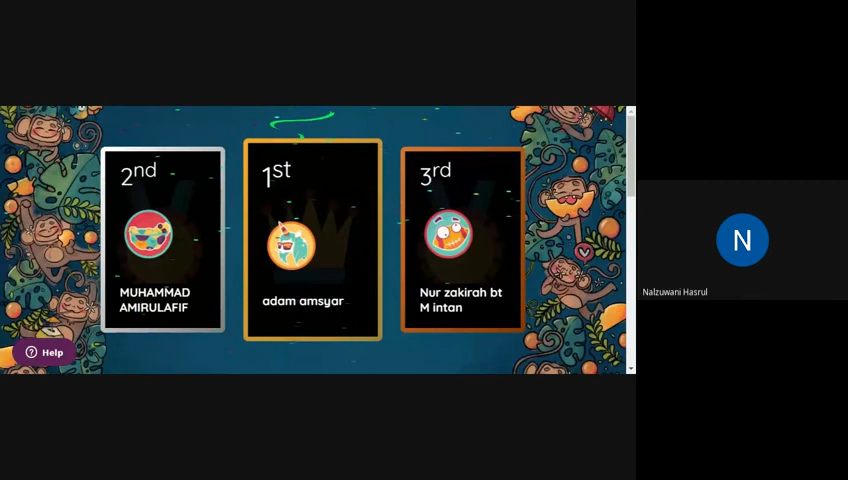 2nd
MUHAMMAD
AMIRULAFIF
1st
adam amsyar
3rd
Nur zakirah bt
M intan
? Help
N
Nalzuwani Hasrul